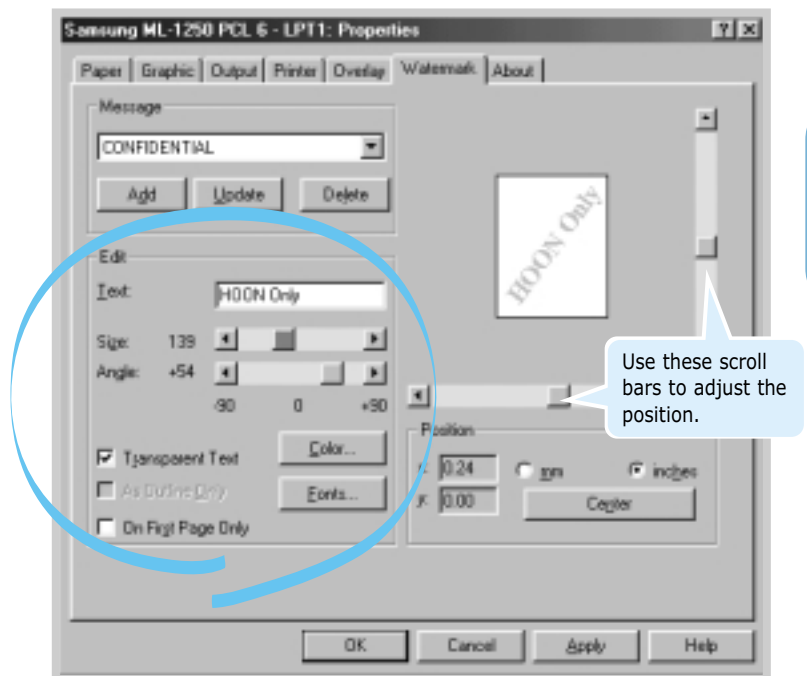 Samsung ML-1250 PCL 6 - LPT1: Properties
Paper Graphic Output Printer Overlay Watermark About
Message
CONFIDENTIAL
Add Update Delete
Edit
Text: HOON Only
Size: 139
Angle: +54
-90 0 +90
Transparent Text Color...
As Outline Only Fonts...
On First Page Only
HOON Only
Use these scroll
bars to adjust the
position.
Position
x: 0.24 mm inches
y: 0.00 Center
OK Cancel Apply Help